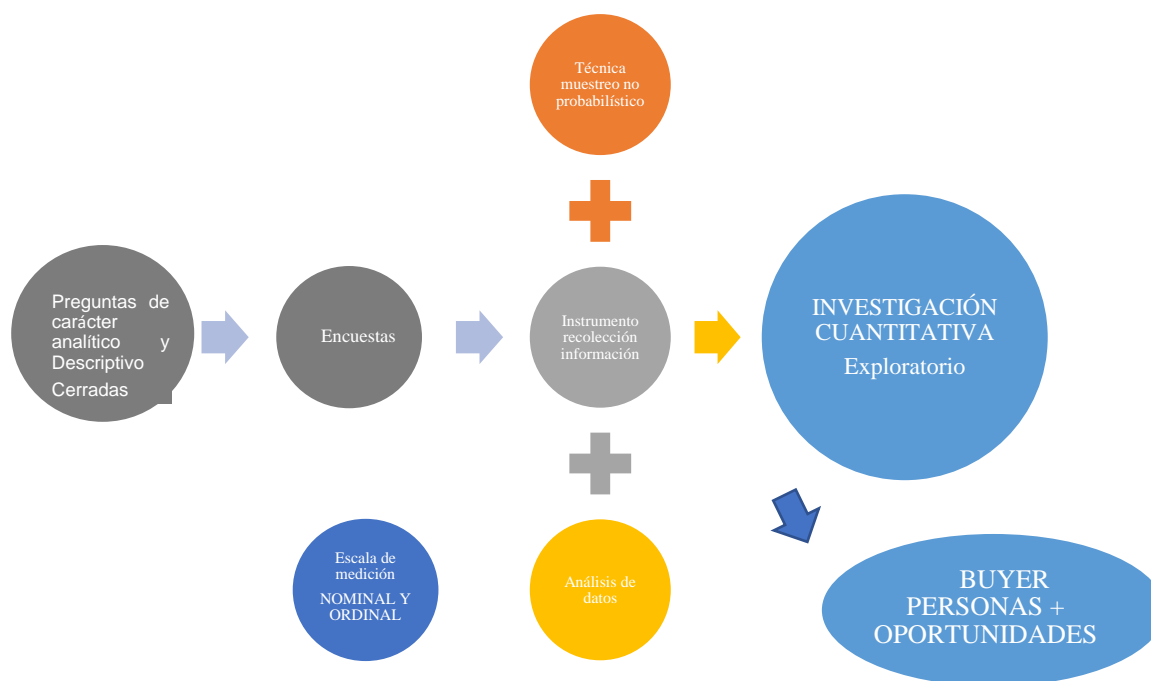 Técnica
muestreo no
probabilístico
Preguntas de
carácter
analítico y
Descriptivo
Cerradas
Encuestas
Instrumento
recolección
información
INVESTIGACIÓN
CUANTITATIVA
Exploratorio
Escala de
medición
NOMINAL Y
ORDINAL
Análisis de
datos
BUYER
PERSONAS +
OPORTUNIDADES